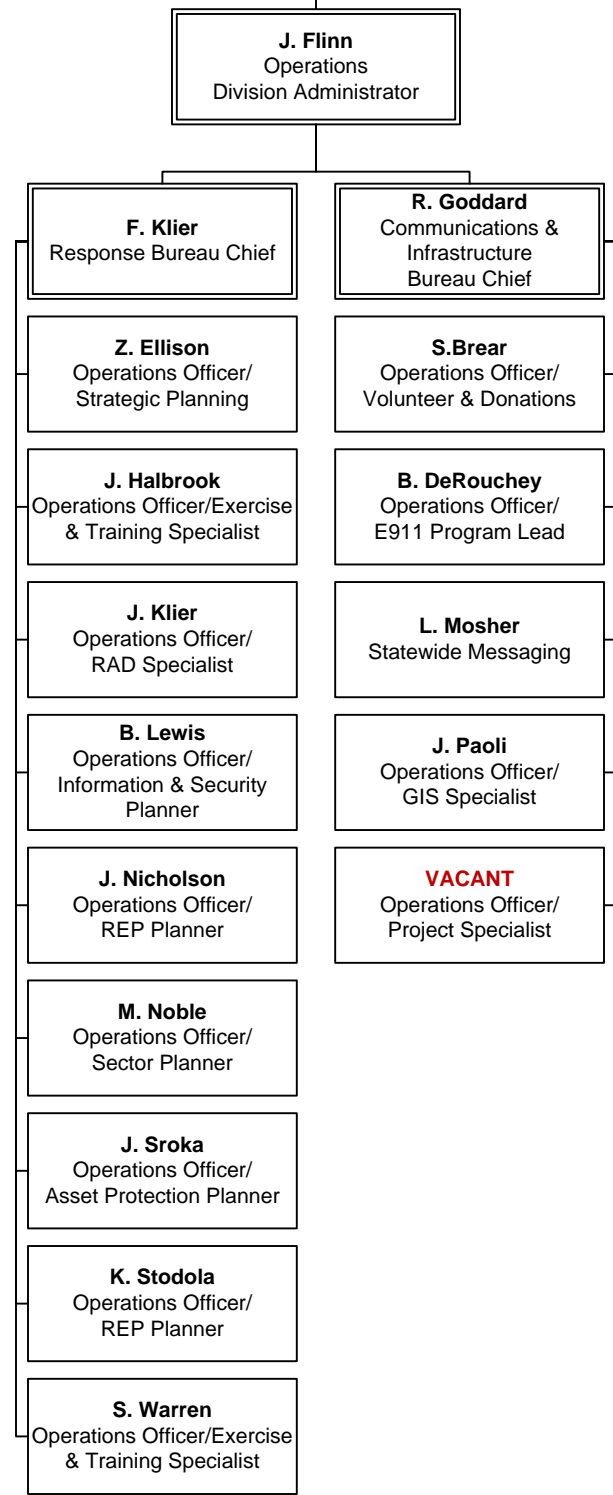 J. Flinn
Operations
Division Administrator
F. Klier
Response Bureau Chief
Z. Ellison
Operations Officer/
Strategic Planning
J. Halbrook
Operations Officer/Exercise
& Training Specialist
J. Klier
Operations Officer/
RAD Specialist
B. Lewis
Operations Officer/
Information & Security
Planner
J. Nicholson
Operations Officer/
REP Planner
M. Noble
Operations Officer/
Sector Planner
J. Sroka
Operations Officer/
Asset Protection Planner
K. Stodola
Operations Officer/
REP Planner
S. Warren
Operations Officer/Exercise
& Training Specialist
R. Goddard
Communications &
Infrastructure
Bureau Chief
S.Brear
Operations Officer/
Volunteer & Donations
B. DeRouchey
Operations Officer/
E911 Program Lead
L. Mosher
Statewide Messaging
J. Paoli
Operations Officer/
GIS Specialist
VACANT
Operations Officer/
Project Specialist